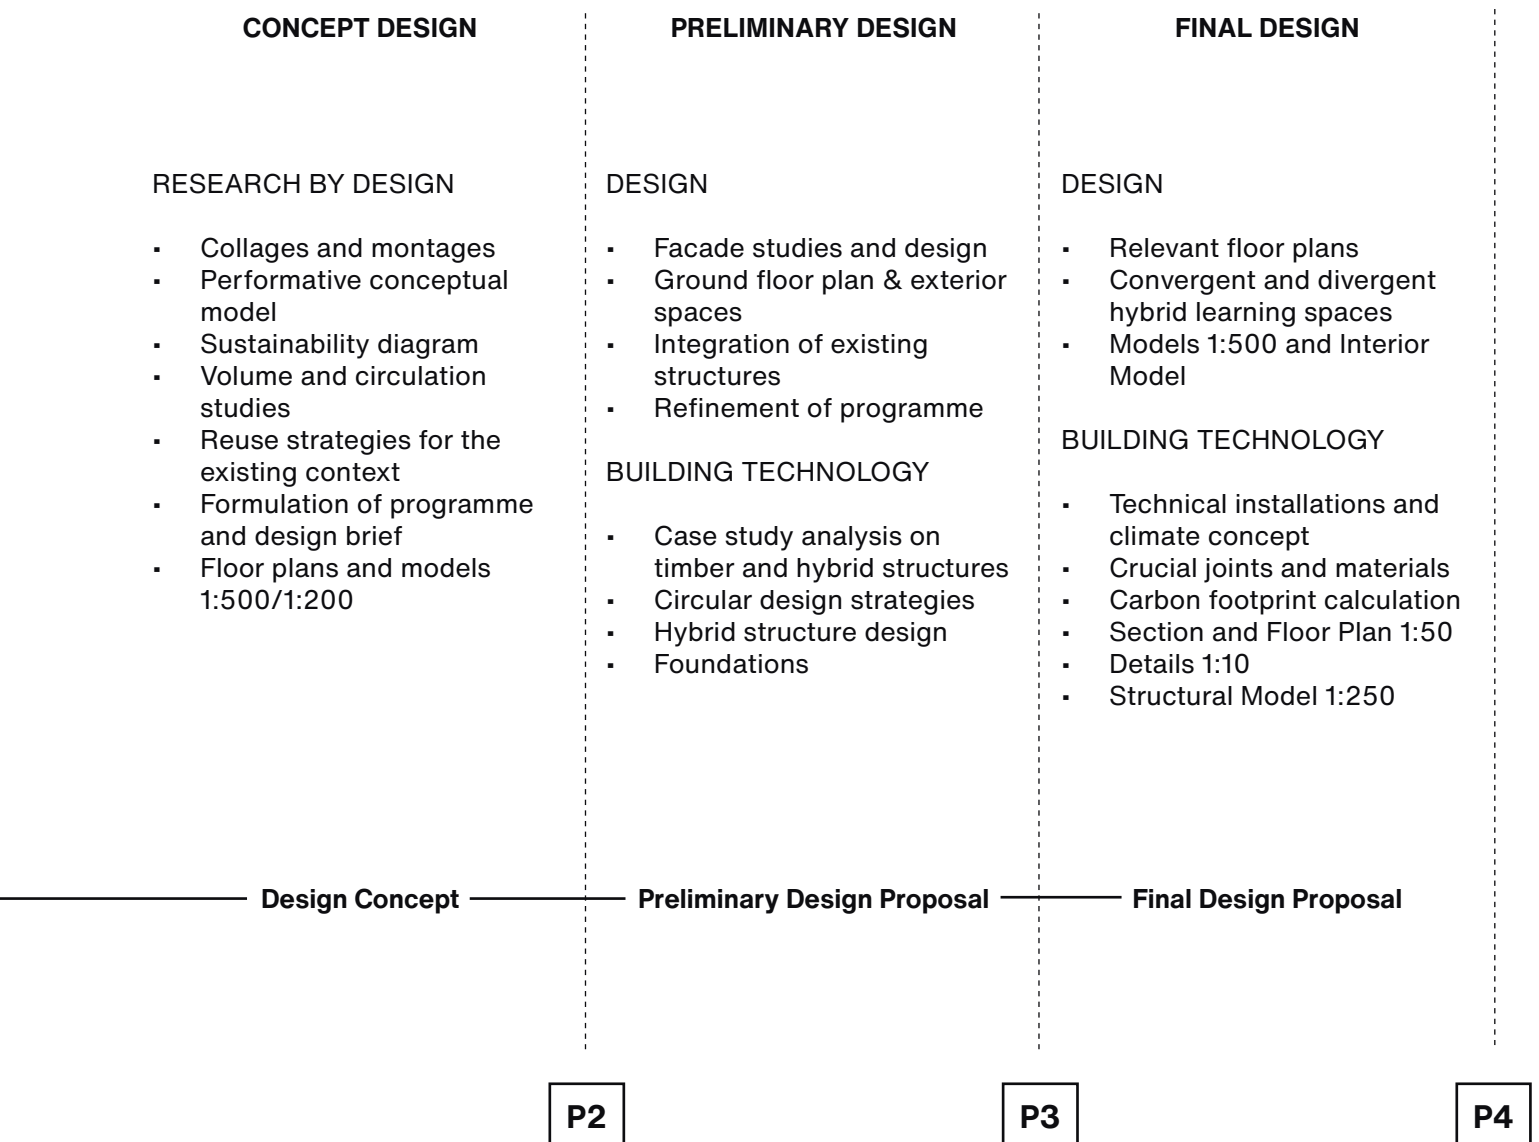 CONCEPT DESIGN
RESEARCH BY DESIGN
▪ Collages and montages
▪ Performative conceptual
model
▪ Sustainability diagram
▪ Volume and circulation
studies
▪ Reuse strategies for the
existing context
▪ Formulation of programme
and design brief
▪ Floor plans and models
1:500/1:200
Design Concept
P2
PRELIMINARY DESIGN
DESIGN
▪ Facade studies and design
▪ Ground floor plan & exterior
spaces
▪ Integration of existing
structures
▪ Refinement of programme
BUILDING TECHNOLOGY
▪ Case study analysis on
timber and hybrid structures
▪ Circular design strategies
▪ Hybrid structure design
▪ Foundations
Preliminary Design Proposal
P3
FINAL DESIGN
DESIGN
▪ Relevant floor plans
▪ Convergent and divergent
hybrid learning spaces
▪ Models 1:500 and Interior
Model
BUILDING TECHNOLOGY
▪ Technical installations and
climate concept
▪ Crucial joints and materials
▪ Carbon footprint calculation
▪ Section and Floor Plan 1:50
▪ Details 1:10
▪ Structural Model 1:250
Final Design Proposal
P4